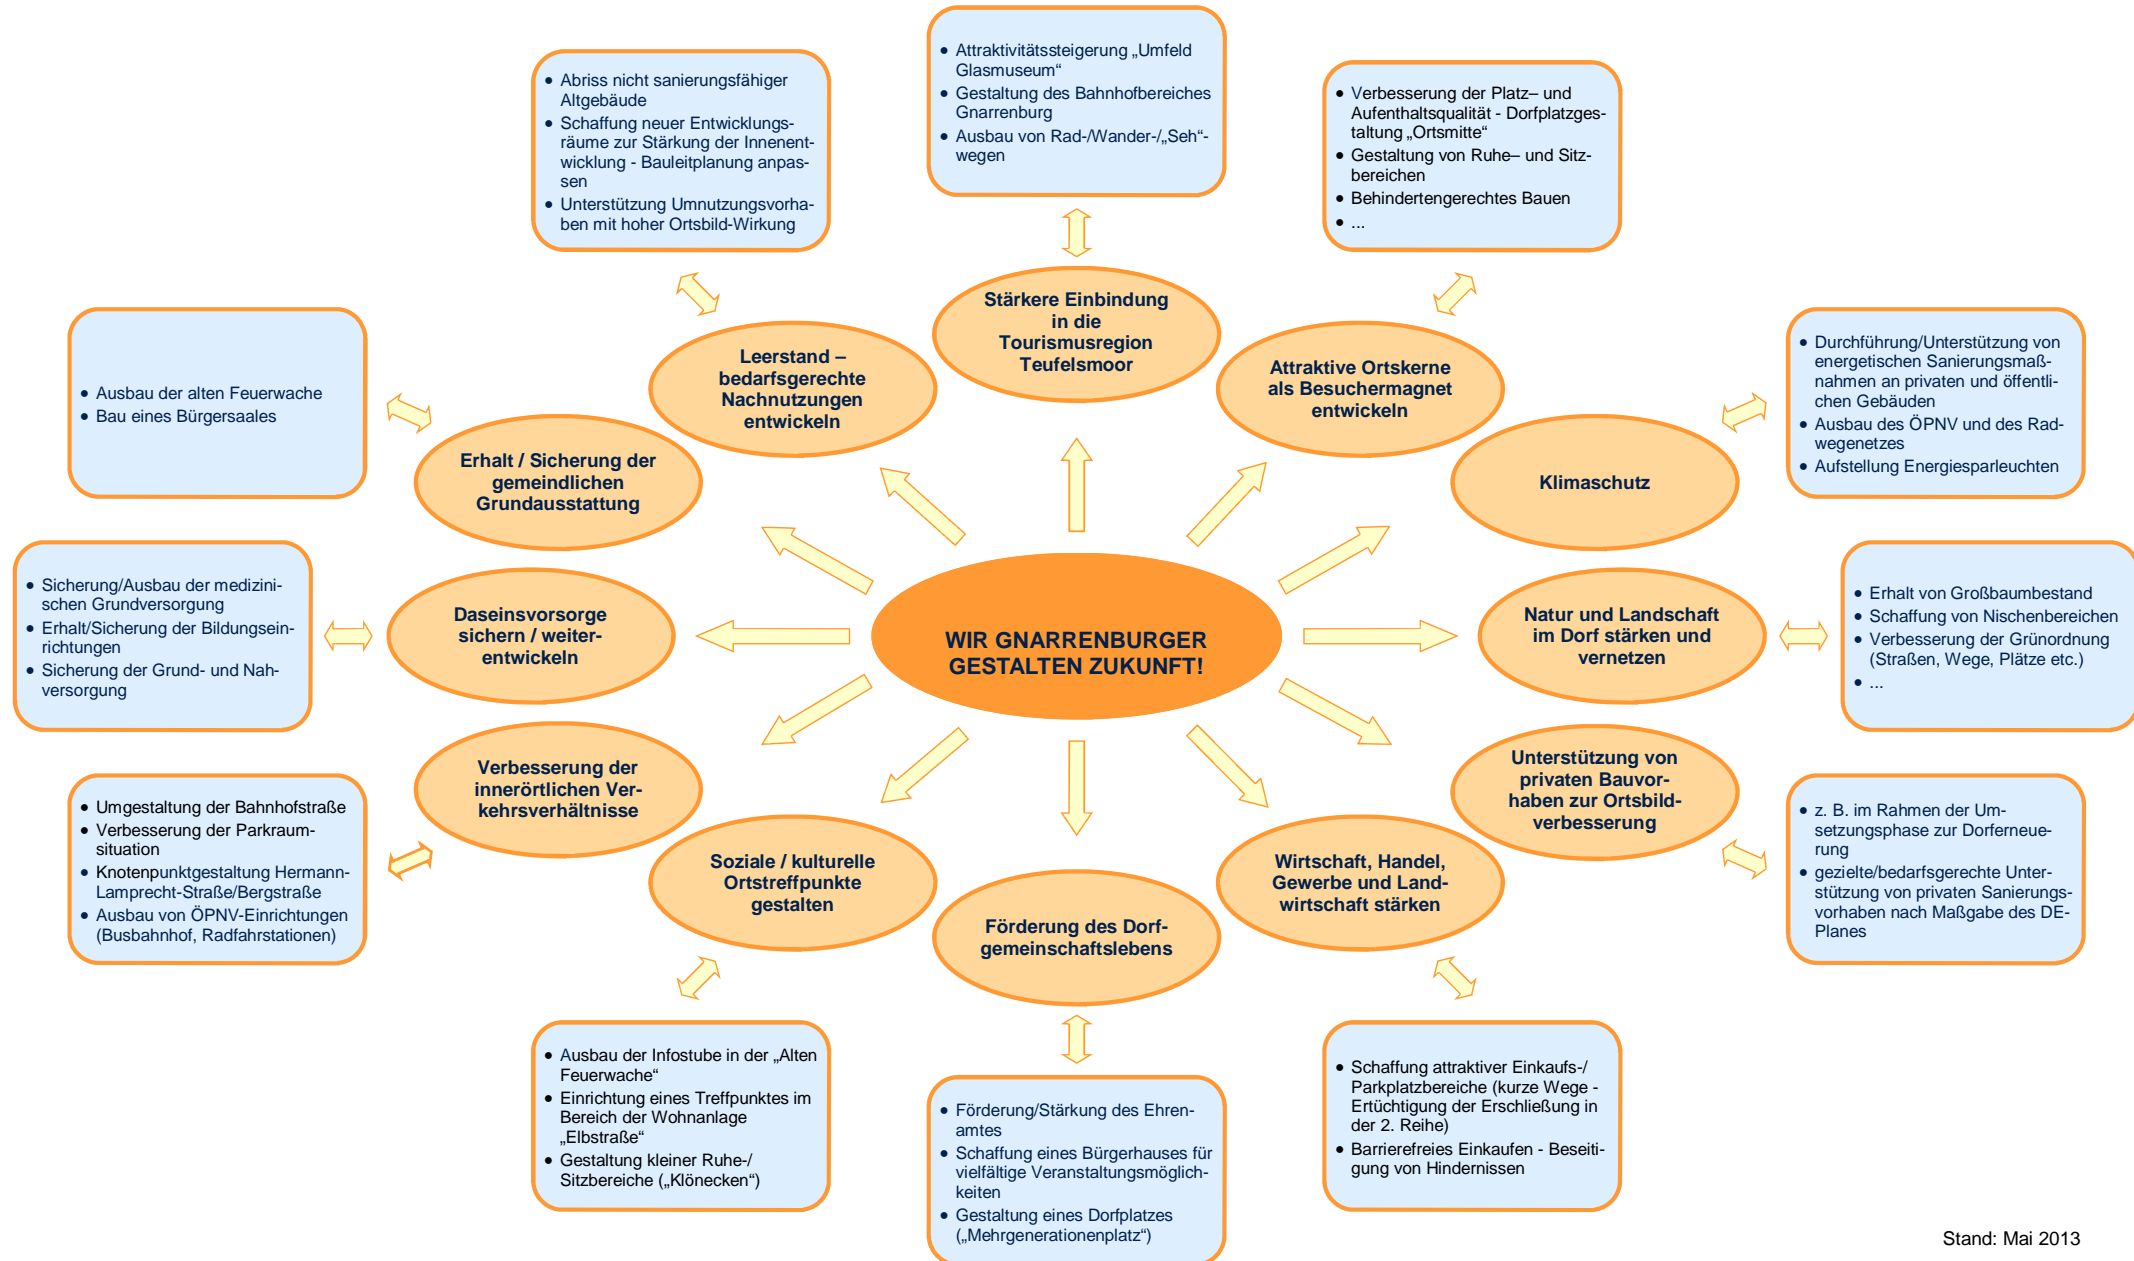 • Attraktivitätssteigerung „Umfeld
Glasmuseum“
• Gestaltung des Bahnhofbereiches
Gnarrenburg
• Ausbau von Rad-/Wander-/„Seh“-
wegen
• Abriss nicht sanierungsfähiger
Altgebäude
• Schaffung neuer Entwicklungs-
räume zur Stärkung der Innenent-
wicklung - Bauleitplanung anpas-
sen
• Unterstützung Umnutzungsvorha-
ben mit hoher Ortsbild-Wirkung
• Verbesserung der Platz– und
Aufenthaltsqualität - Dorfplatzges-
taltung „Ortsmitte“
• Gestaltung von Ruhe– und Sitz-
bereichen
• Behindertengerechtes Bauen
• ...
Stärkere Einbindung
in die
Tourismusregion
Teufelsmoor
Leerstand –
bedarfsgerechte
Nachnutzungen
entwickeln
Attraktive Ortskerne
als Besuchermagnet
entwickeln
• Ausbau der alten Feuerwache
• Bau eines Bürgersaales
• Durchführung/Unterstützung von
energetischen Sanierungsmaß-
nahmen an privaten und öffentli-
chen Gebäuden
• Ausbau des ÖPNV und des Rad-
wegenetzes
• Aufstellung Energiesparleuchten
Erhalt / Sicherung der
gemeindlichen
Grundausstattung
Klimaschutz
• Sicherung/Ausbau der medizini-
schen Grundversorgung
• Erhalt/Sicherung der Bildungsein-
richtungen
• Sicherung der Grund- und Nah-
versorgung
Daseinsvorsorge
sichern / weiter-
entwickeln
WIR GNARRENBURGER
GESTALTEN ZUKUNFT!
Natur und Landschaft
im Dorf stärken und
vernetzen
• Erhalt von Großbaumbestand
• Schaffung von Nischenbereichen
• Verbesserung der Grünordnung
(Straßen, Wege, Plätze etc.)
• ...
Verbesserung der
innerörtlichen Ver-
kehrsverhältnisse
Unterstützung von
privaten Bauvor-
haben zur Ortsbild-
verbesserung
• Umgestaltung der Bahnhofstraße
• Verbesserung der Parkraum-
situation
• Knotenpunktgestaltung Hermann-
Lamprecht-Straße/Bergstraße
• Ausbau von ÖPNV-Einrichtungen
(Busbahnhof, Radfahrstationen)
• z. B. im Rahmen der Um-
setzungsphase zur Dorferneue-
rung
• gezielte/bedarfsgerechte Unter-
stützung von privaten Sanierungs-
vorhaben nach Maßgabe des DE-
Planes
Soziale / kulturelle
Ortstreffpunkte
gestalten
Wirtschaft, Handel,
Gewerbe und Land-
wirtschaft stärken
Förderung des Dorf-
gemeinschaftslebens
• Ausbau der Infostube in der „Alten
Feuerwache“
• Einrichtung eines Treffpunktes im
Bereich der Wohnanlage
„Elbstraße“
• Gestaltung kleiner Ruhe-/
Sitzbereiche („Klönecken“)
• Förderung/Stärkung des Ehren-
amtes
• Schaffung eines Bürgerhauses für
vielfältige Veranstaltungsmöglich-
keiten
• Gestaltung eines Dorfplatzes
(„Mehrgenerationenplatz“)
• Schaffung attraktiver Einkaufs-/
Parkplatzbereiche (kurze Wege -
Ertüchtigung der Erschließung in
der 2. Reihe)
• Barrierefreies Einkaufen - Beseiti-
gung von Hindernissen
Stand: Mai 2013